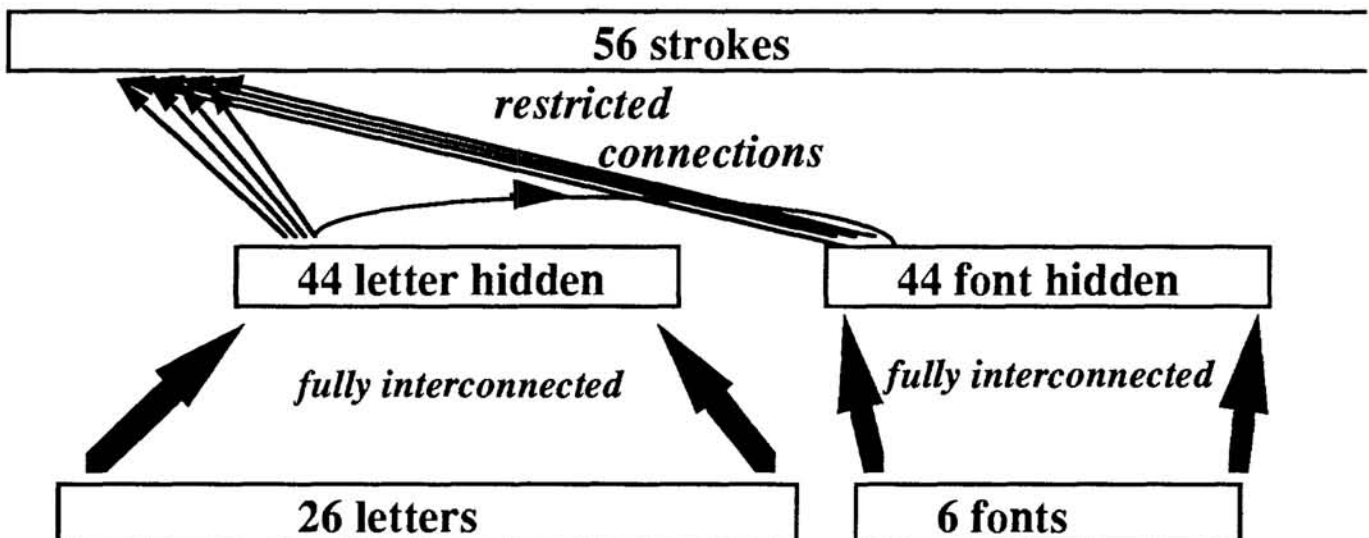 56 strokes
restricted
connections
44 letter hidden
44 font hidden
fully interconnected
fully interconnected
26 letters
6 fonts